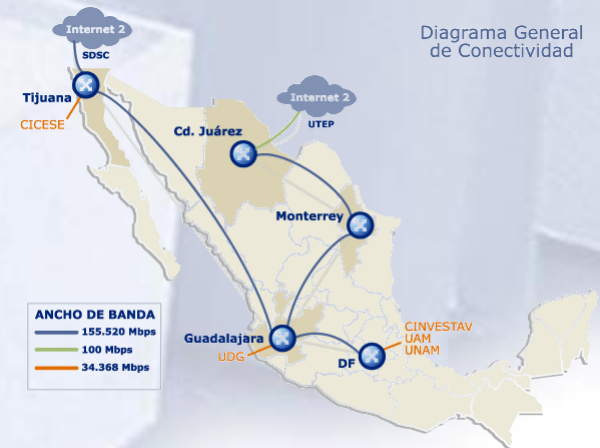 Internet 2
SDSC
Diagrama General
de Conectividad
Tijuana
CICESE
Internet 2
UTEP
Cd. Juárez
Monterrey
ANCHO DE BANDA
155.520 Mbps
100 Mbps
34.368 Mbps
Guadalajara
UDG
CINVESTAV
UAM
UNAM
DF